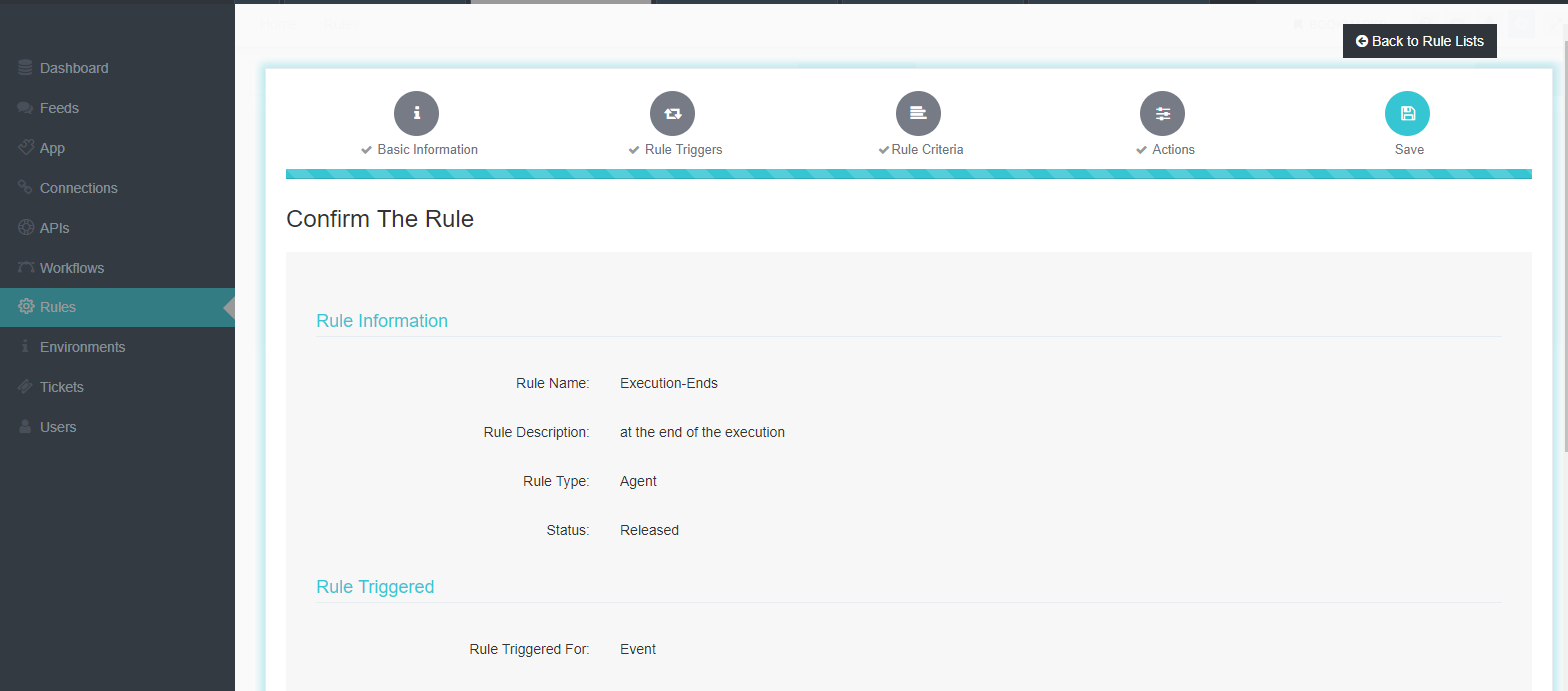 Back to Rule Lists
Dashboard
Feeds
App
Connections
APIs
Workflows
Rules
Environments
Tickets
Users
Basic Information
Rule Triggers
Rule Criteria
Actions
Save
Confirm The Rule
Rule Information
Rule Name: Execution-Ends
Rule Description: at the end of the execution
Rule Type: Agent
Status: Released
Rule Triggered
Rule Triggered For: Event